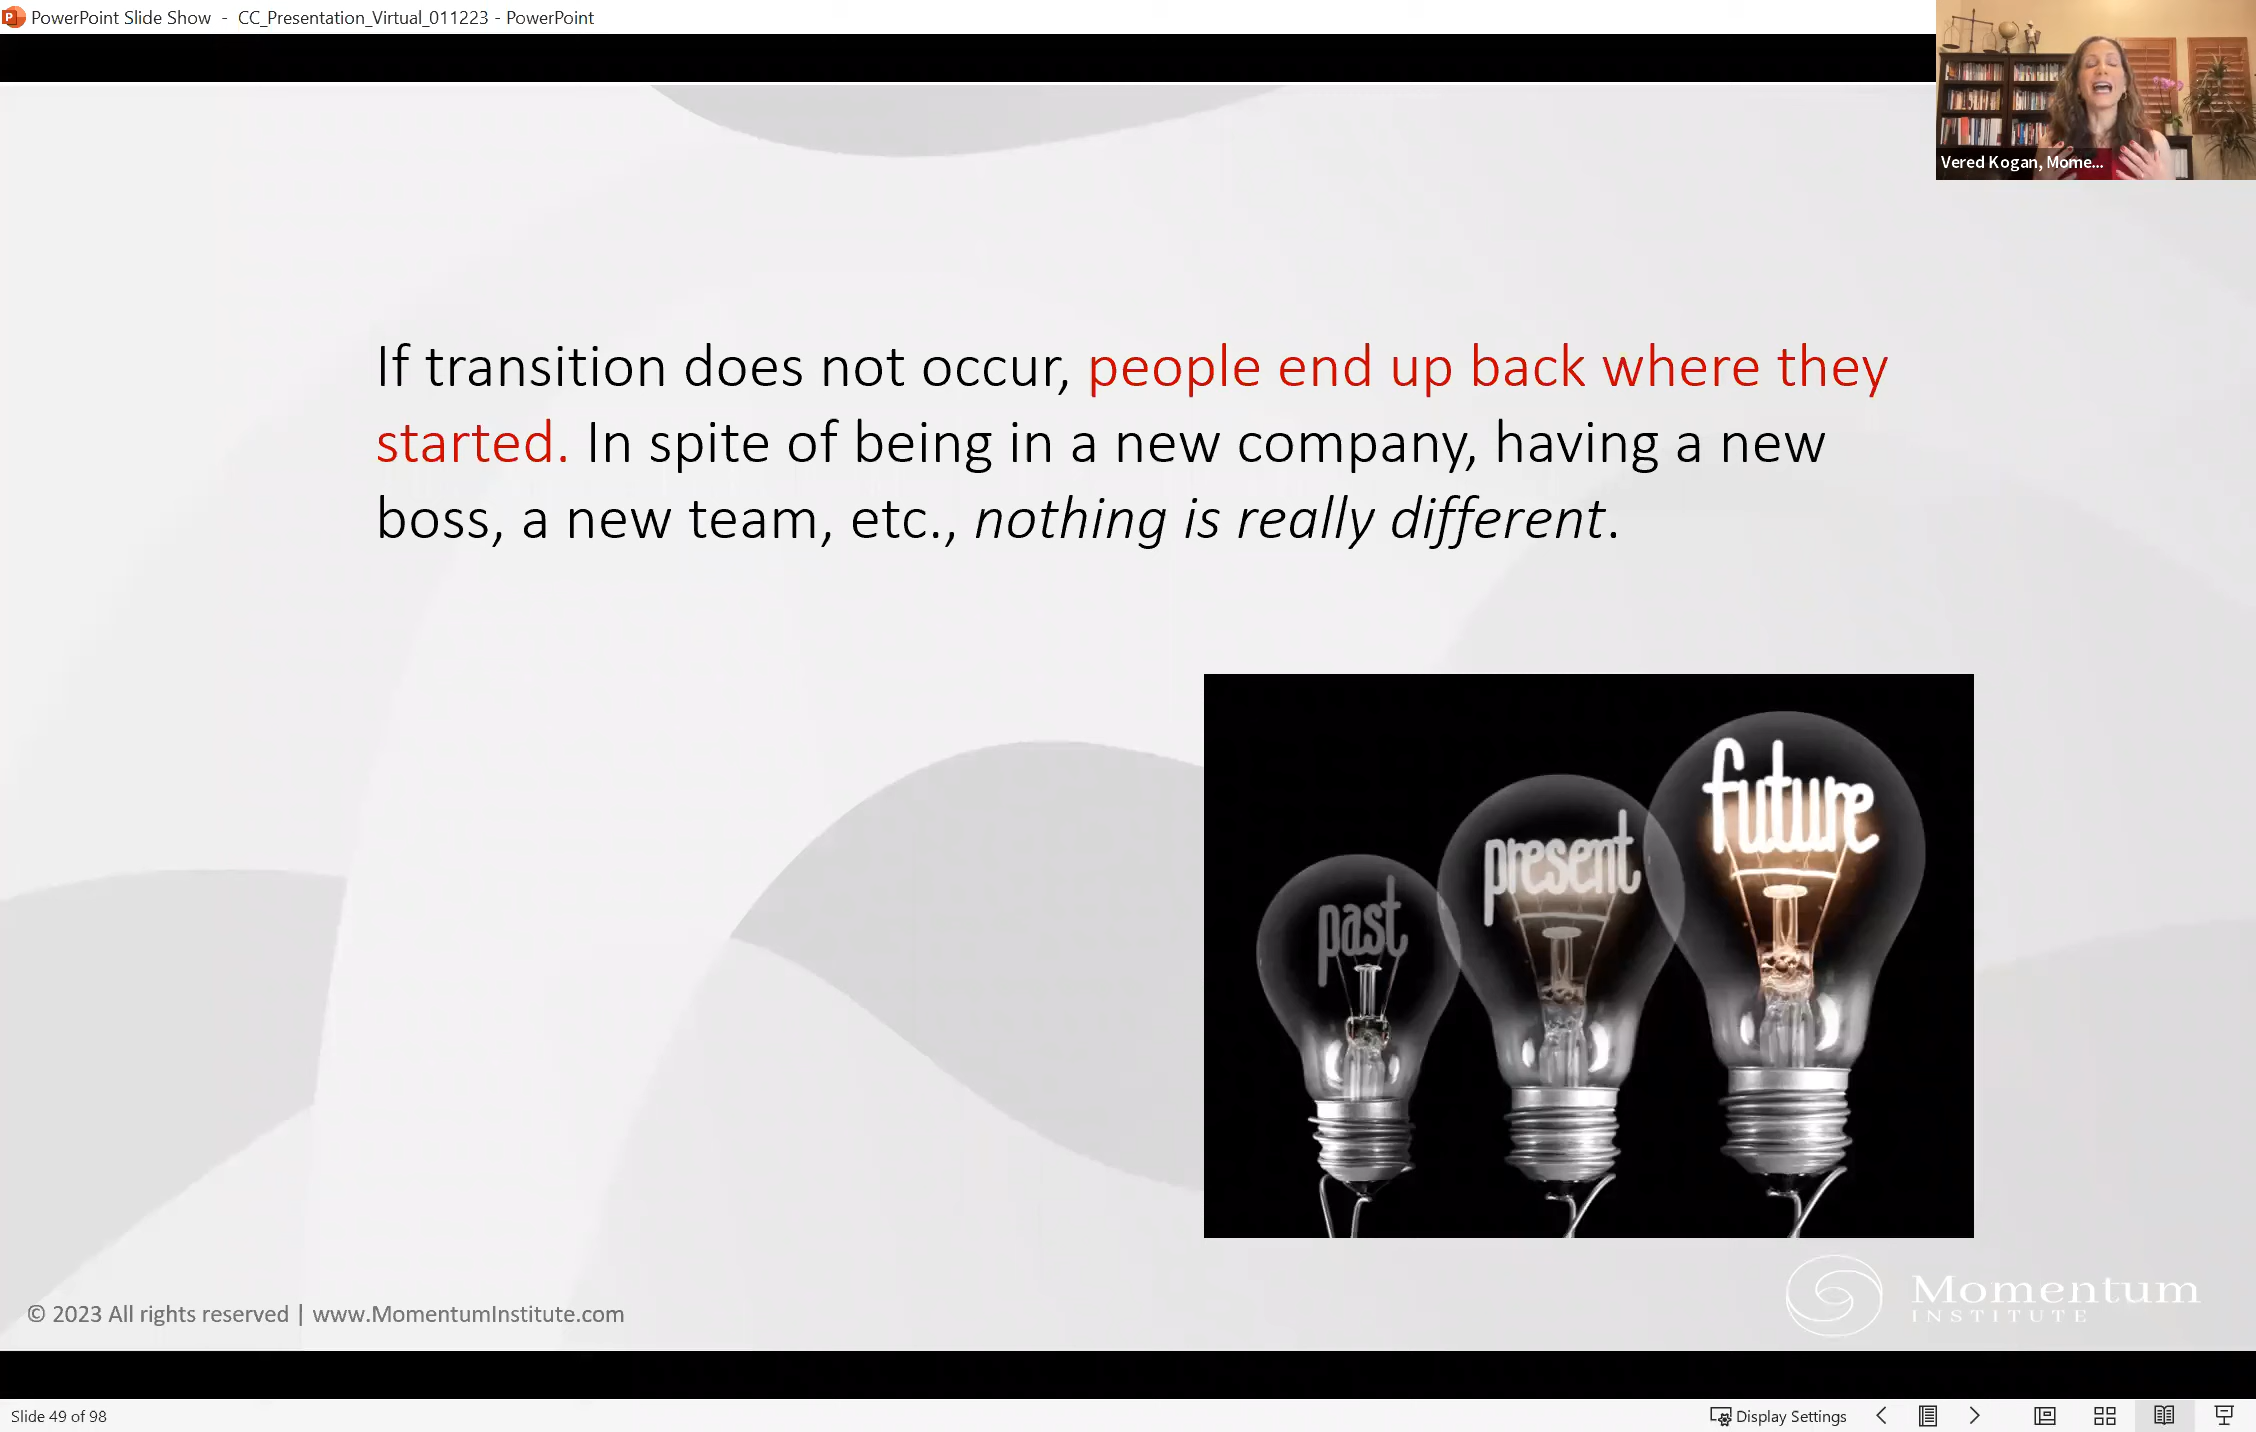 PowerPoint Slide Show - CC_Presentation_Virtual_011223 - PowerPoint
Vered Kogan, Mome...
If transition does not occur, people end up back where they
started. In spite of being in a new company, having a new
boss, a new team, etc., nothing is really different.
past
present
future
Momentum
INSTITUTE
© 2023 All rights reserved | www.MomentumInstitute.com
Slide 49 of 98
Display Settings